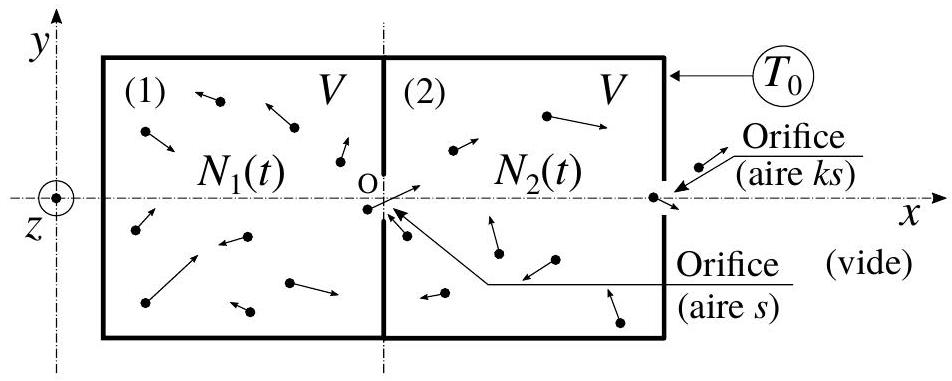 y
(1)
V
(2)
V
T₀
Orifice
(aire ks)
N₁(t)
O
N₂(t)
z
x
Orifice
(vide)
(aire s)